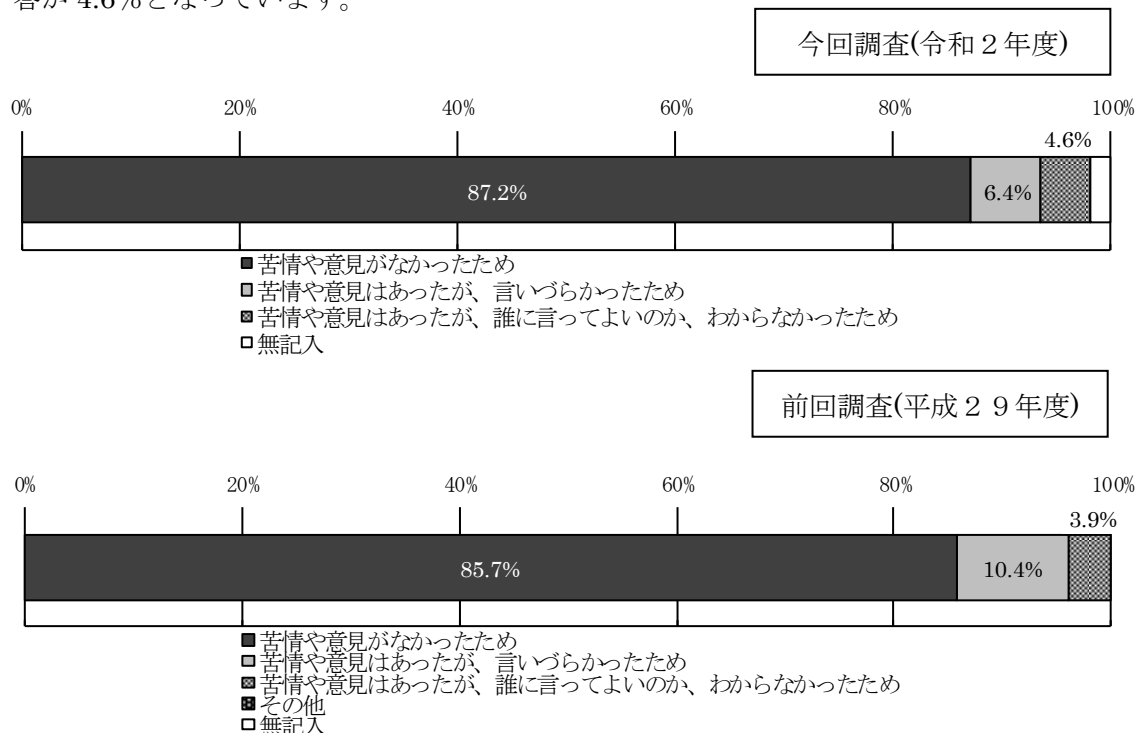 答が 4.6%となっています。
今回調査(令和２年度)
0% 20% 40% 60% 80% 100%
4.6%
87.2% 6.4%
■苦情や意見がなかったため
□苦情や意見はあったが、言いづらかったため
■苦情や意見はあったが、誰に言ってよいのか、わからなかったため
□無記入
前回調査(平成２９年度)
0% 20% 40% 60% 80% 100%
3.9%
85.7% 10.4%
■苦情や意見がなかったため
□苦情や意見はあったが、言いづらかったため
■苦情や意見はあったが、誰に言ってよいのか、わからなかったため
■その他
□無記入